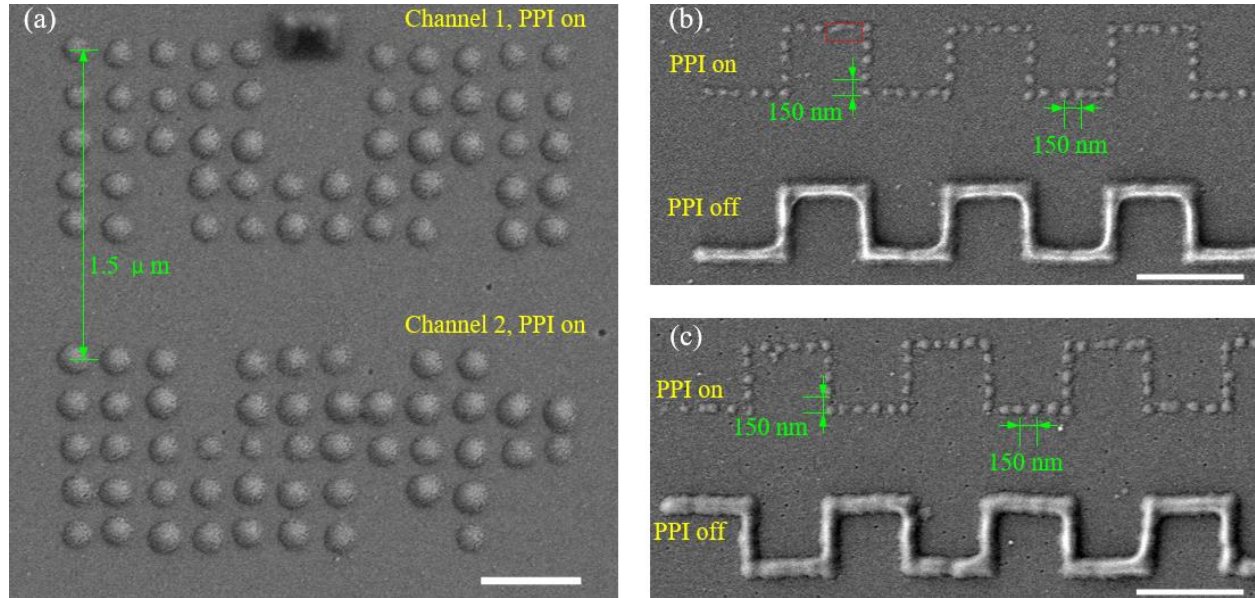 (a)
Channel 1, PPI on
1.5 μm
Channel 2, PPI on
(b)
PPI on
150 nm
150 nm
PPI off
(c)
PPI on
150 nm
150 nm
PPI off